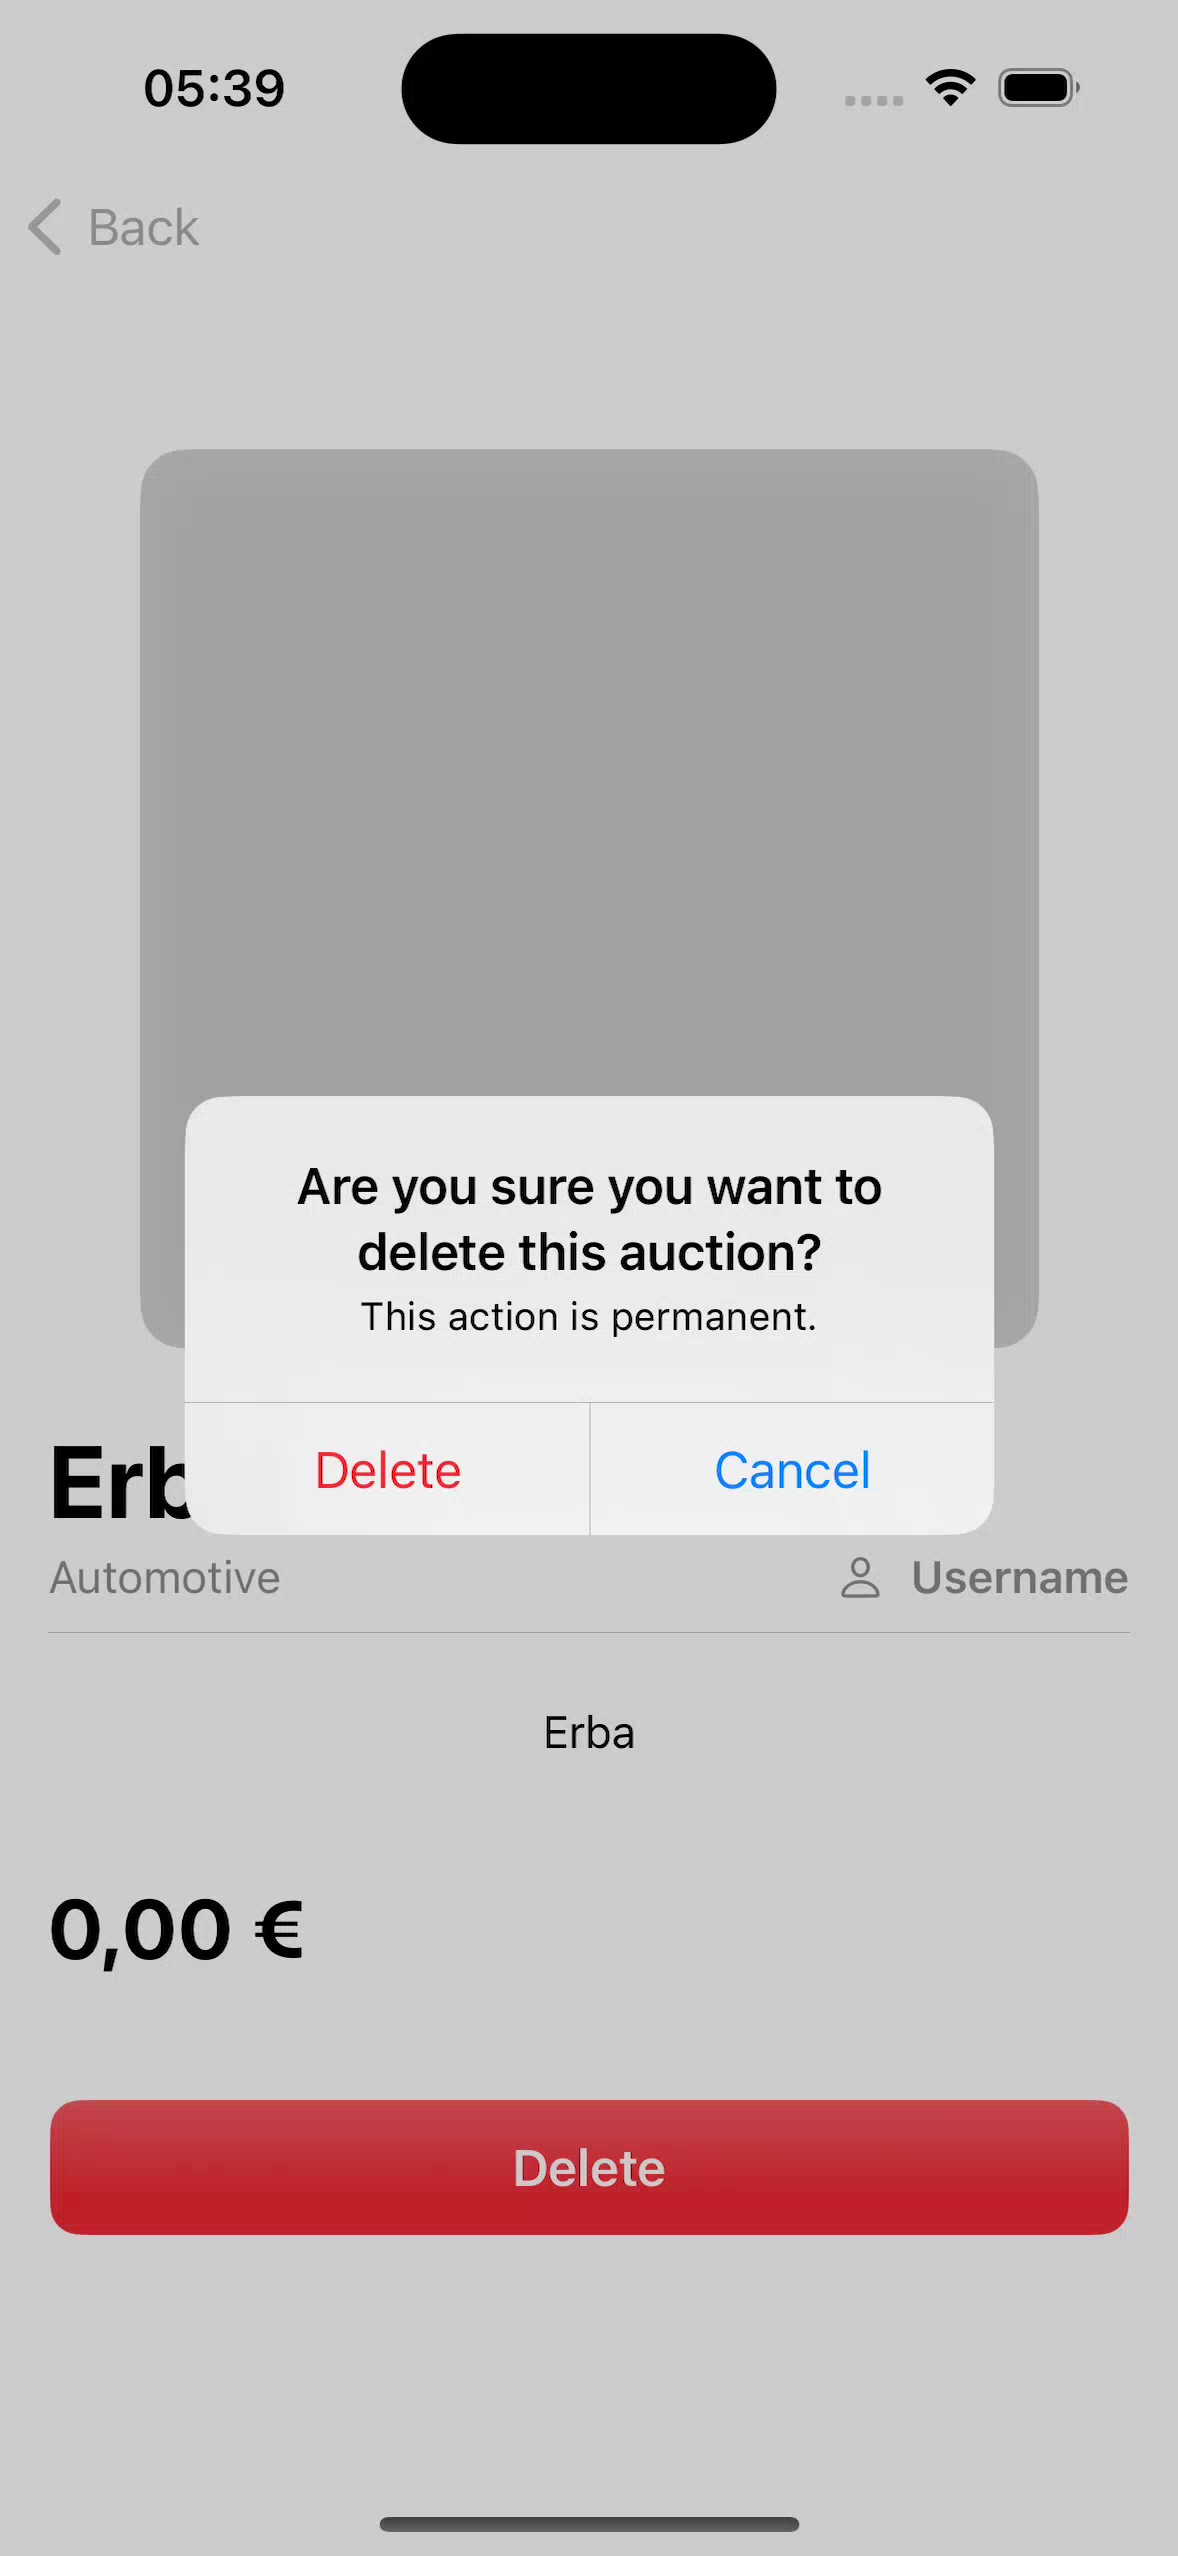 05:39
Back
Are you sure you want to
delete this auction?
This action is permanent.
Delete
Cancel
Erb
Automotive
Username
Erba
0,00 €
Delete